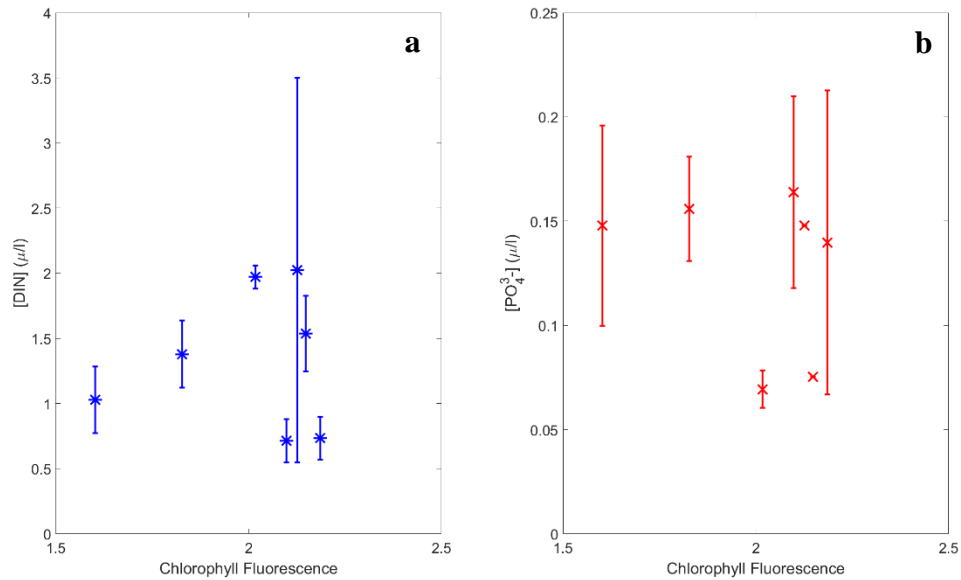 a
4
3.5
3
2.5
2
1.5
1
0.5
0
[DIN] (μ/l)
1.5 2 2.5
Chlorophyll Fluorescence
b
0.25
0.2
0.15
0.1
0.05
0
[PO₄³-] (μ/l)
1.5 2 2.5
Chlorophyll Fluorescence